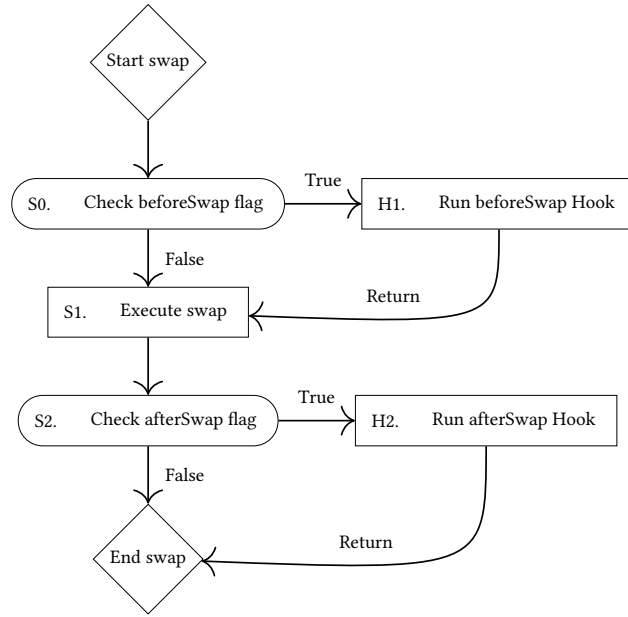 Start swap
S0. Check beforeSwap flag
True
H1. Run beforeSwap Hook
False
Return
S1. Execute swap
S2. Check afterSwap flag
True
H2. Run afterSwap Hook
False
Return
End swap